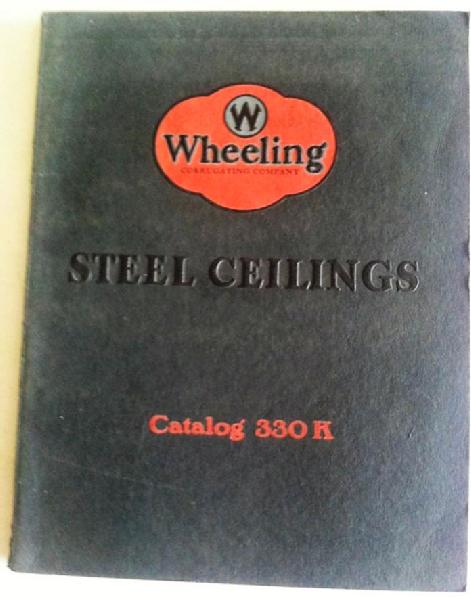 W
Wheeling
CORRUGATING COMPANY
STEEL CEILINGS
Catalog 330 K